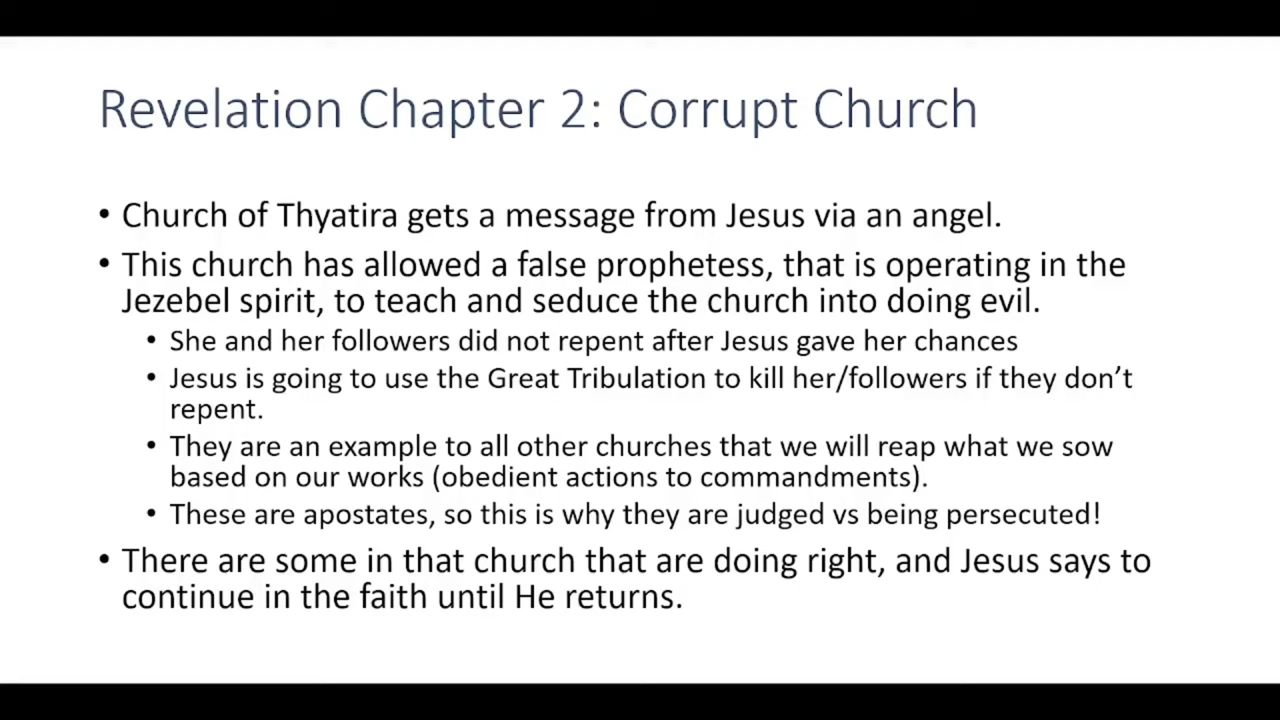 Revelation Chapter 2: Corrupt Church
• Church of Thyatira gets a message from Jesus via an angel.
• This church has allowed a false prophetess, that is operating in the
Jezebel spirit, to teach and seduce the church into doing evil.
• She and her followers did not repent after Jesus gave her chances
• Jesus is going to use the Great Tribulation to kill her/followers if they don’t
repent.
• They are an example to all other churches that we will reap what we sow
based on our works (obedient actions to commandments).
• These are apostates, so this is why they are judged vs being persecuted!
• There are some in that church that are doing right, and Jesus says to
continue in the faith until He returns.